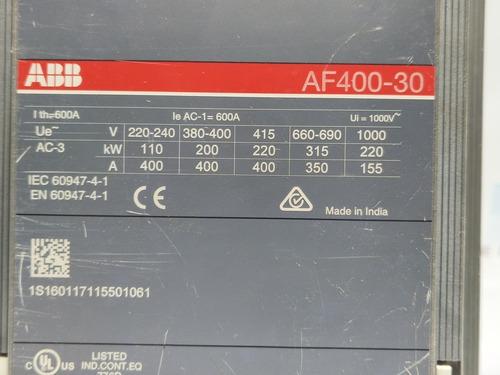 ABB AF400-30
I th=600A Ie AC-1= 600A Ui = 1000V~
Ue~ V 220-240 380-400 415 660-690 1000
AC-3 kW 110 200 220 315 220
A 400 400 400 350 155
IEC 60947-4-1
EN 60947-4-1
CE
Made in India
1S160117115501061
C UL US LISTED
IND.CONT.EQ